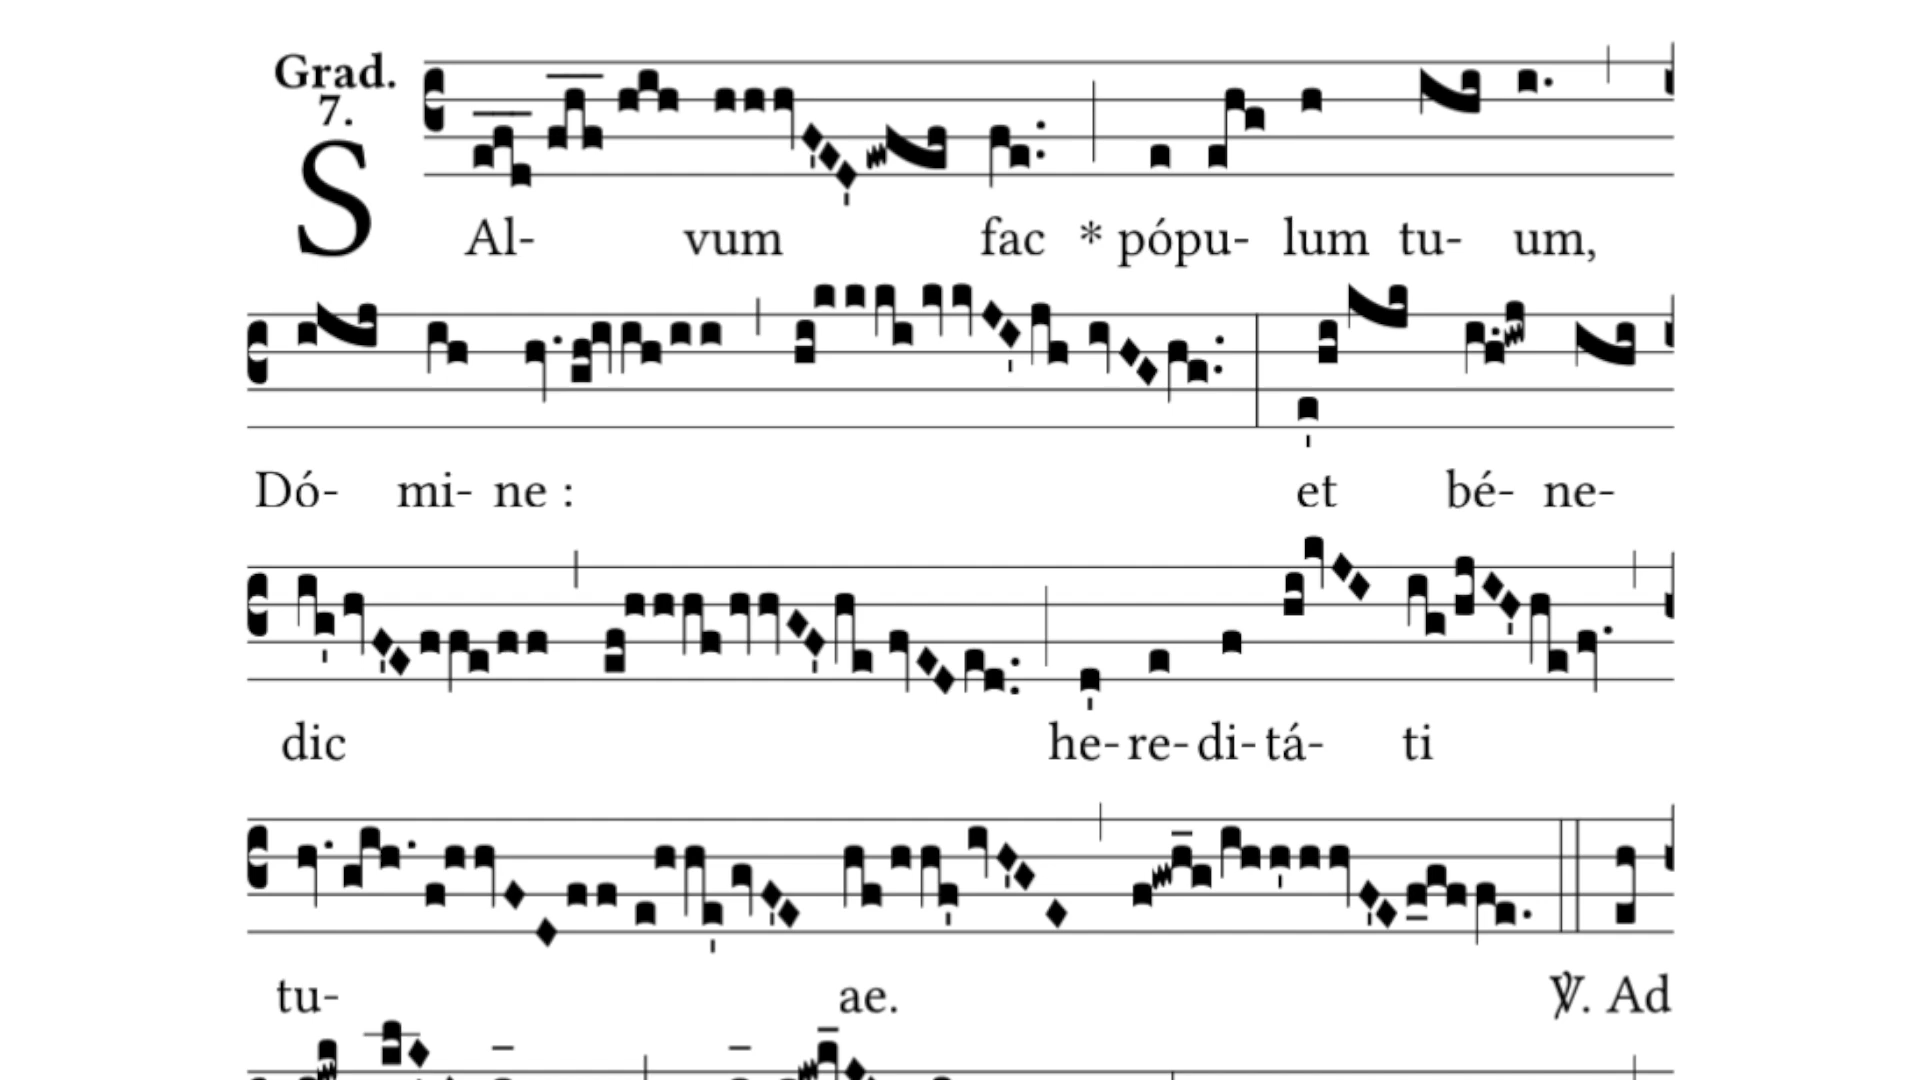 Grad.
7.
SAl- vum fac * pópu- lum tu- um,
Dó- mi- ne : et bé- ne-
dic he- re- di- tá- ti
tu- ae. ℣. Ad